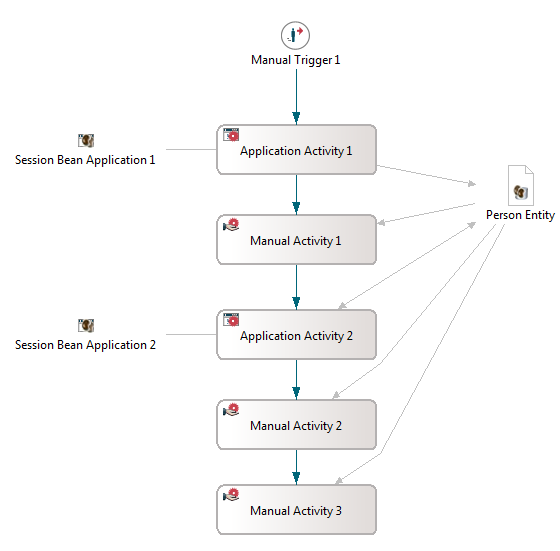 Manual Trigger 1
Application Activity 1
Session Bean Application 1
Person Entity
Manual Activity 1
Application Activity 2
Session Bean Application 2
Manual Activity 2
Manual Activity 3